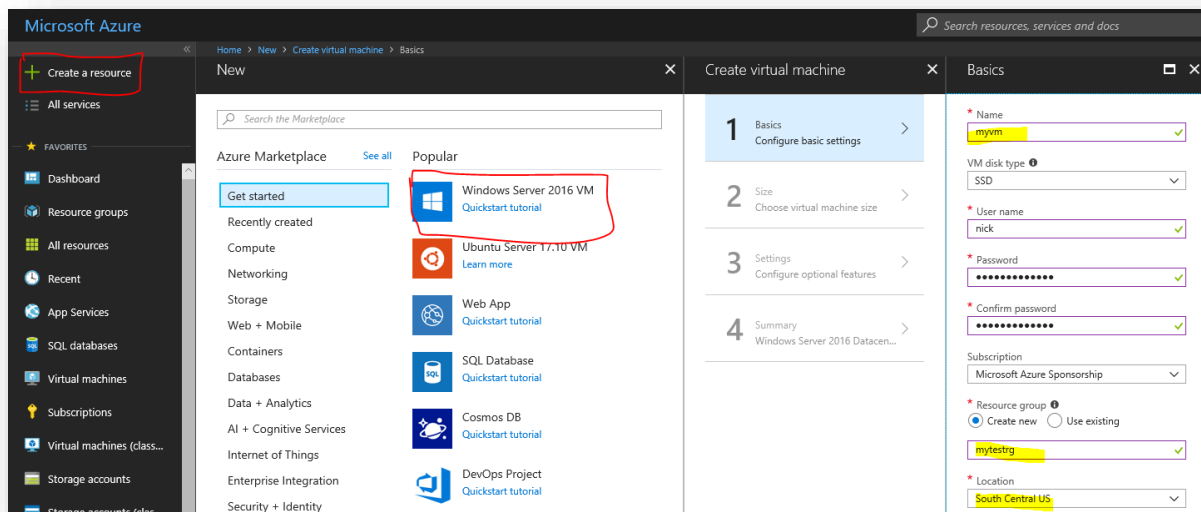 Microsoft Azure
Search resources, services and docs
«
Home > New > Create virtual machine > Basics
Create a resource
All services
FAVORITES
Dashboard
Resource groups
All resources
Recent
App Services
SQL databases
Virtual machines
Subscriptions
Virtual machines (class...
Storage accounts
Storage accounts (clas...
New
Search the Marketplace
Azure Marketplace
See all
Get started
Recently created
Compute
Networking
Storage
Web + Mobile
Containers
Databases
Data + Analytics
AI + Cognitive Services
Internet of Things
Enterprise Integration
Security + Identity
Popular
Windows Server 2016 VM
Quickstart tutorial
Ubuntu Server 17.10 VM
Learn more
Web App
Quickstart tutorial
SQL Database
Quickstart tutorial
Cosmos DB
Quickstart tutorial
DevOps Project
Quickstart tutorial
Create virtual machine
1
Basics
Configure basic settings
2
Size
Choose virtual machine size
3
Settings
Configure optional features
4
Summary
Windows Server 2016 Datacen...
Basics
* Name
myvm
VM disk type
SSD
* User name
nick
* Password
•••••••••••••
* Confirm password
•••••••••••••
Subscription
Microsoft Azure Sponsorship
* Resource group
Create new Use existing
mytestrg
* Location
South Central US